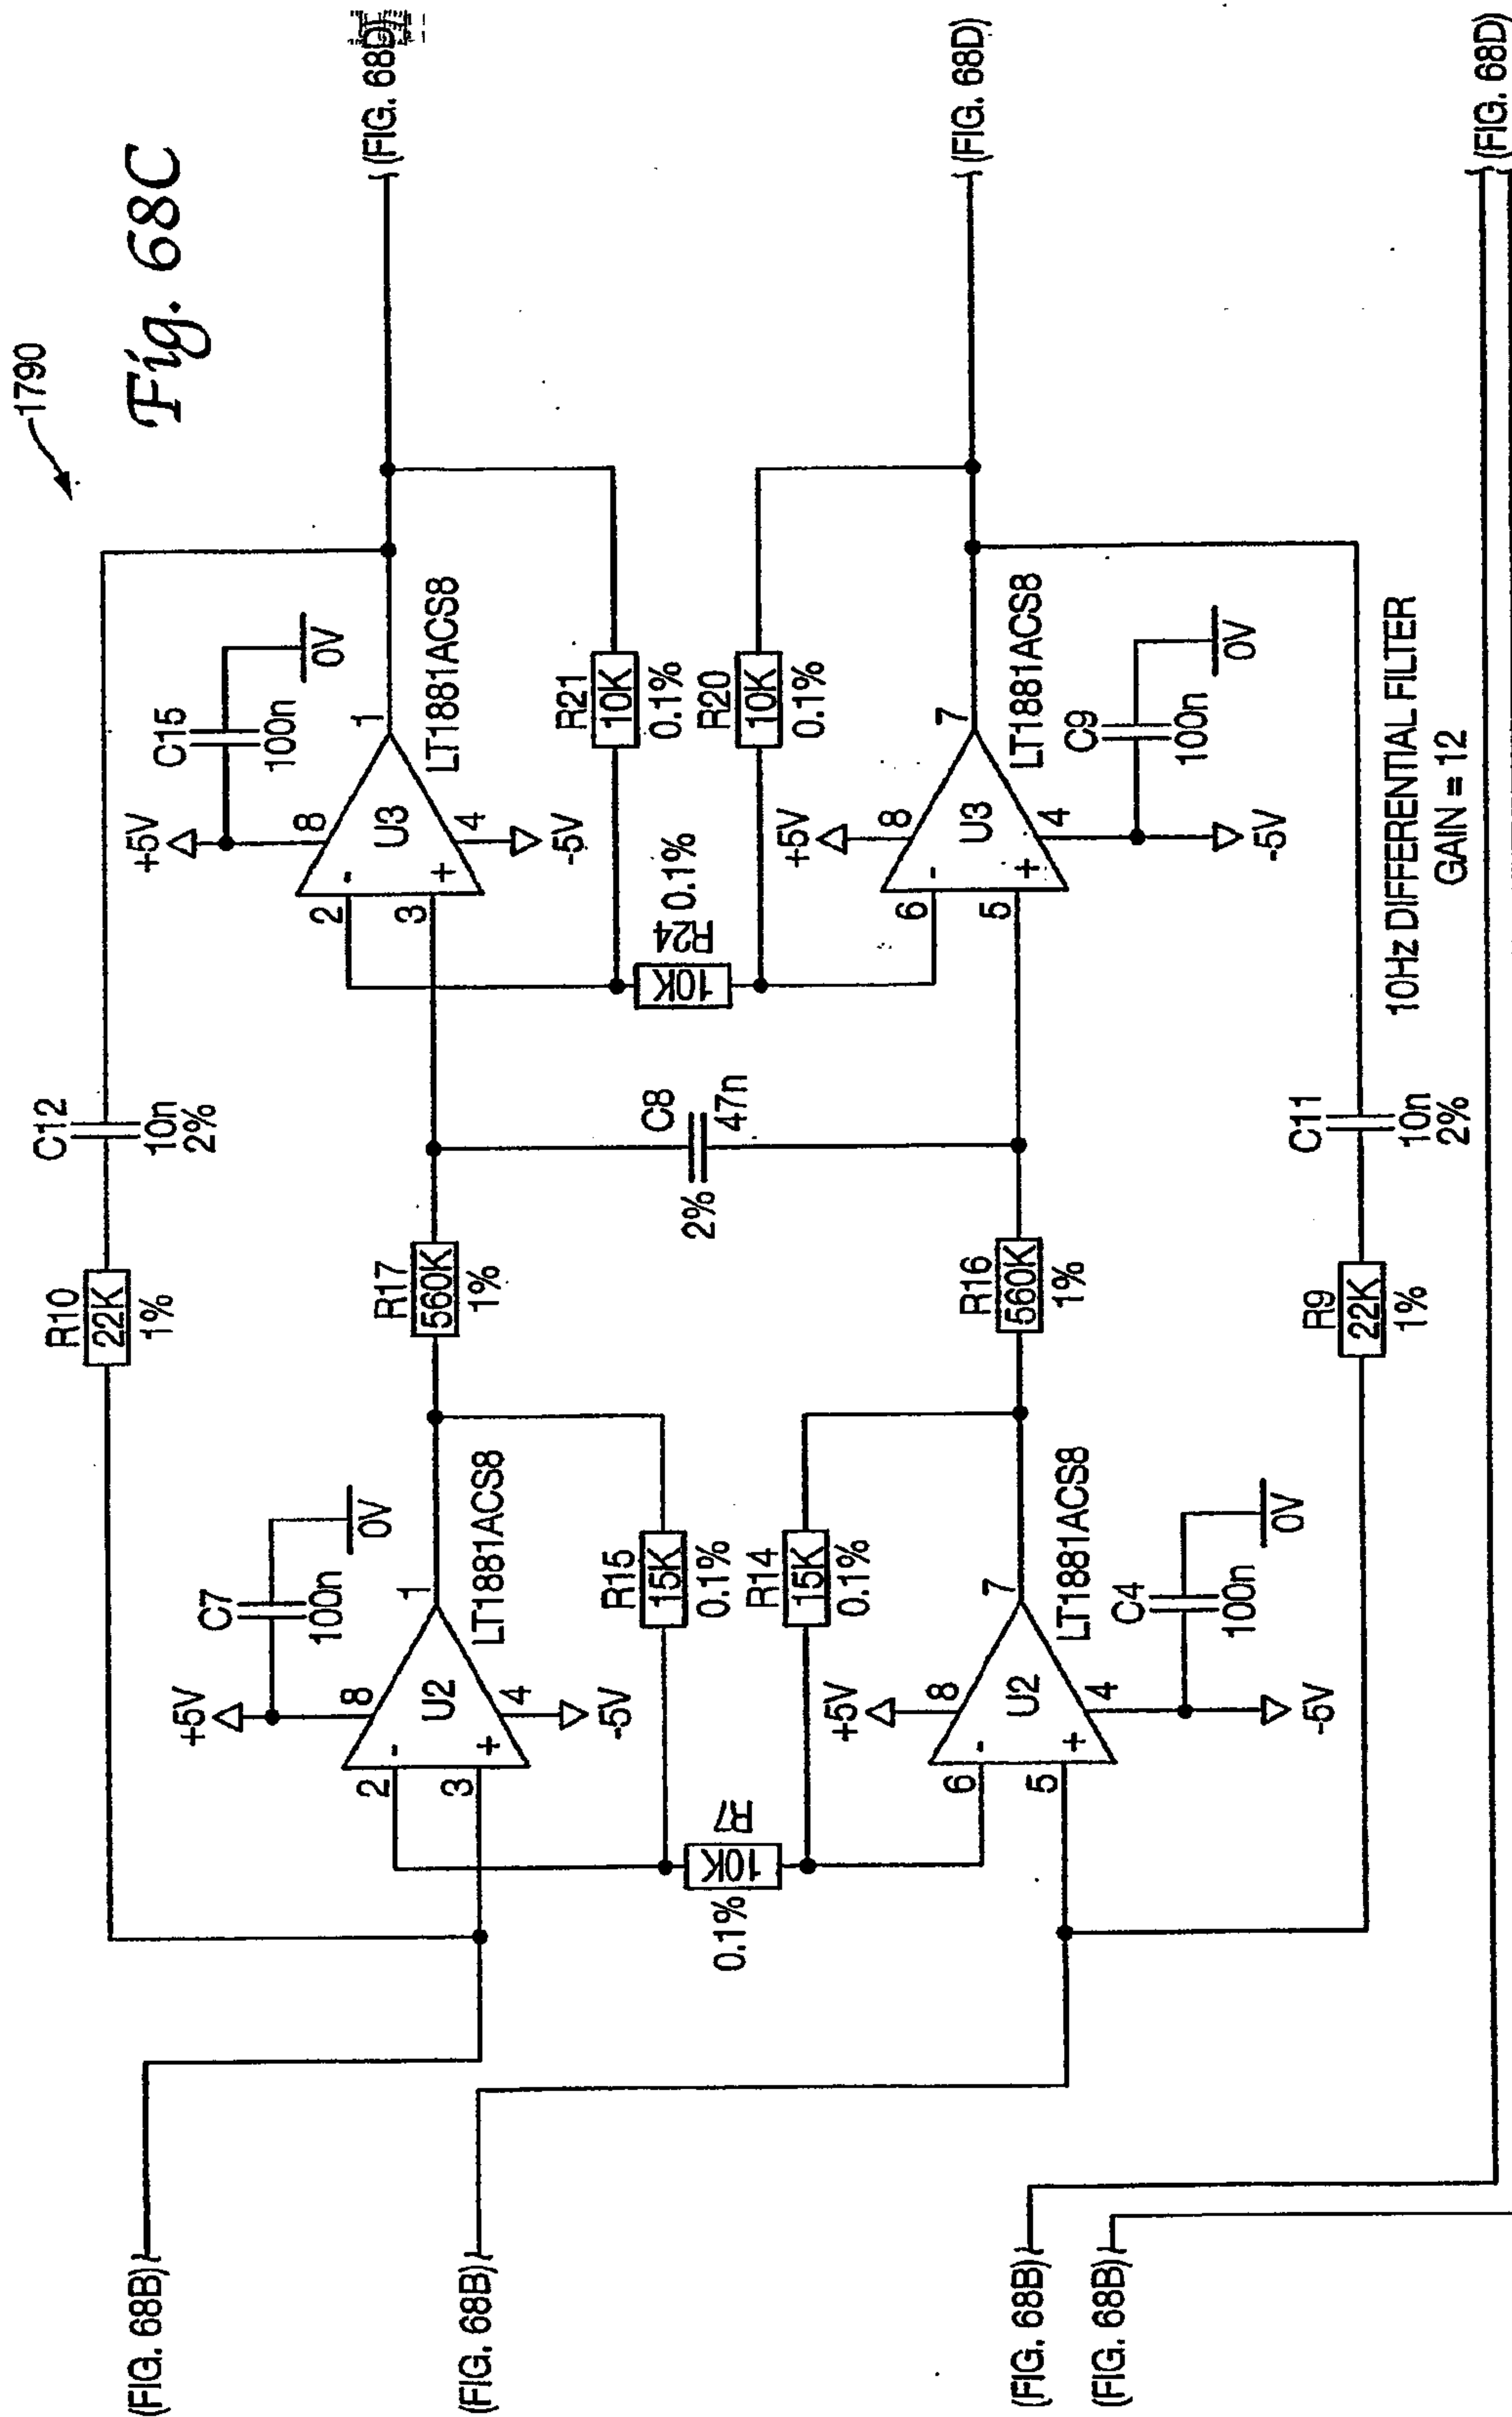 1790
Fig. 68C
(FIG. 68B)
(FIG. 68B)
(FIG. 68B)
(FIG. 68B)
(FIG. 68D)
(FIG. 68D)
(FIG. 68D)
R10
22K
1%
C12
10n
2%
+5V
C7
100n
0V
2
3
8
4
1
-
+
U2
-5V
LT1881ACS8
R15
15K
0.1%
R7
10K
0.1%
R14
15K
0.1%
+5V
6
5
8
4
7
-
+
U2
-5V
LT1881ACS8
C4
100n
0V
R17
560K
1%
C8
47n
2%
R16
560K
1%
+5V
C15
100n
0V
2
3
8
4
1
-
+
U3
-5V
LT1881ACS8
R21
10K
0.1%
R24
10K
0.1%
R20
10K
0.1%
+5V
6
5
8
4
7
-
+
U3
-5V
LT1881ACS8
C9
100n
0V
R9
22K
1%
C11
10n
2%
10Hz DIFFERENTIAL FILTER
GAIN = 12